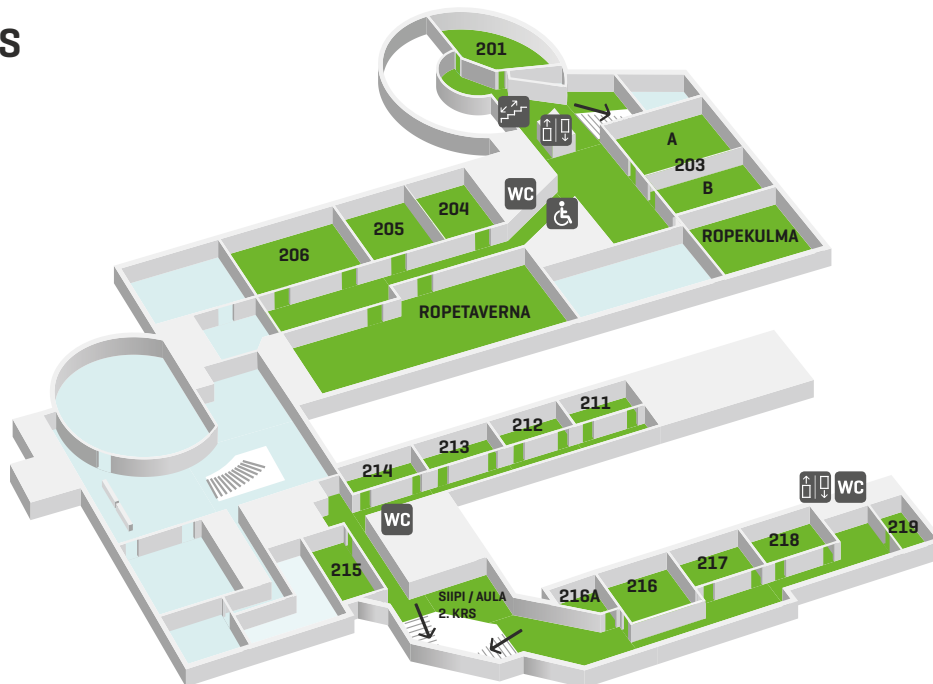 S
201
A
203
B
WC
204
205
206
ROPEKULMA
ROPETAVERNA
211
212
213
214
WC
WC
219
218
217
216
216A
215
SIIPI / AULA
2. KRS